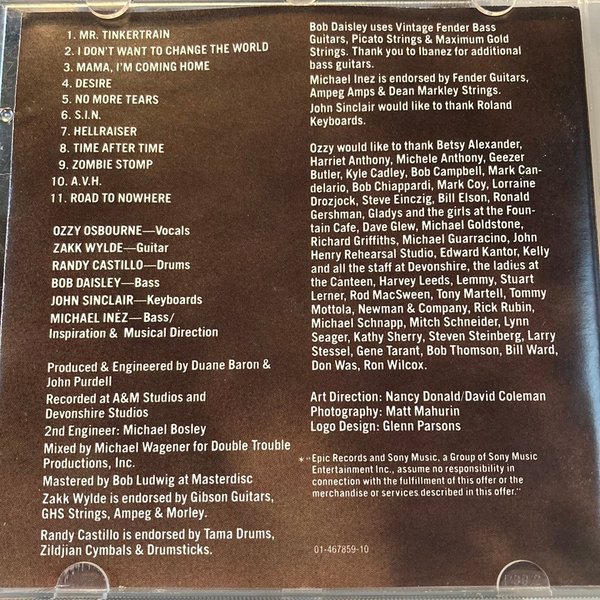 1. MR. TINKERTRAIN
2. I DON'T WANT TO CHANGE THE WORLD
3. MAMA, I'M COMING HOME
4. DESIRE
5. NO MORE TEARS
6. S.I.N.
7. HELLRAISER
8. TIME AFTER TIME
9. ZOMBIE STOMP
10. A.V.H.
11. ROAD TO NOWHERE
OZZY OSBOURNE—Vocals
ZAKK WYLDE—Guitar
RANDY CASTILLO—Drums
BOB DAISLEY—Bass
JOHN SINCLAIR—Keyboards
MICHAEL INEZ—Bass/
Inspiration & Musical Direction
Produced & Engineered by Duane Baron &
John Purdell
Recorded at A&M Studios and
Devonshire Studios
2nd Engineer: Michael Bosley
Mixed by Michael Wagener for Double Trouble
Productions, Inc.
Mastered by Bob Ludwig at Masterdisc
Zakk Wylde is endorsed by Gibson Guitars,
GHS Strings, Ampeg & Morley.
Randy Castillo is endorsed by Tama Drums,
Zildjian Cymbals & Drumsticks.
Bob Daisley uses Vintage Fender Bass
Guitars, Picato Strings & Maximum Gold
Strings. Thank you to Ibanez for additional
bass guitars.
Michael Inez is endorsed by Fender Guitars,
Ampeg Amps & Dean Markley Strings.
John Sinclair would like to thank Roland
Keyboards.
Ozzy would like to thank Betsy Alexander,
Harriet Anthony, Michele Anthony, Geezer
Butler, Kyle Cadley, Bob Campbell, Mark Can-
delario, Bob Chiappardi, Mark Coy, Lorraine
Drozjock, Steve Einczig, Bill Elson, Ronald
Gershman, Gladys and the girls at the Foun-
tain Cafe, Dave Glew, Michael Goldstone,
Richard Griffiths, Michael Guarracino, John
Henry Rehearsal Studio, Edward Kantor, Kelly
and all the staff at Devonshire, the ladies at
the Canteen, Harvey Leeds, Lemmy, Stuart
Lerner, Rod MacSween, Tony Martell, Tommy
Mottola, Newman & Company, Rick Rubin,
Michael Schnapp, Mitch Schneider, Lynn
Seager, Kathy Sherry, Steven Steinberg, Larry
Stessel, Gene Tarant, Bob Thomson, Bill Ward,
Don Was, Ron Wilcox.
Art Direction: Nancy Donald/David Coleman
Photography: Matt Mahurin
Logo Design: Glenn Parsons
*"Epic Records and Sony Music, a Group of Sony Music
Entertainment Inc., assume no responsibility in
connection with the fulfillment of this offer or the
merchandise or services described in this offer."
01-467859-10